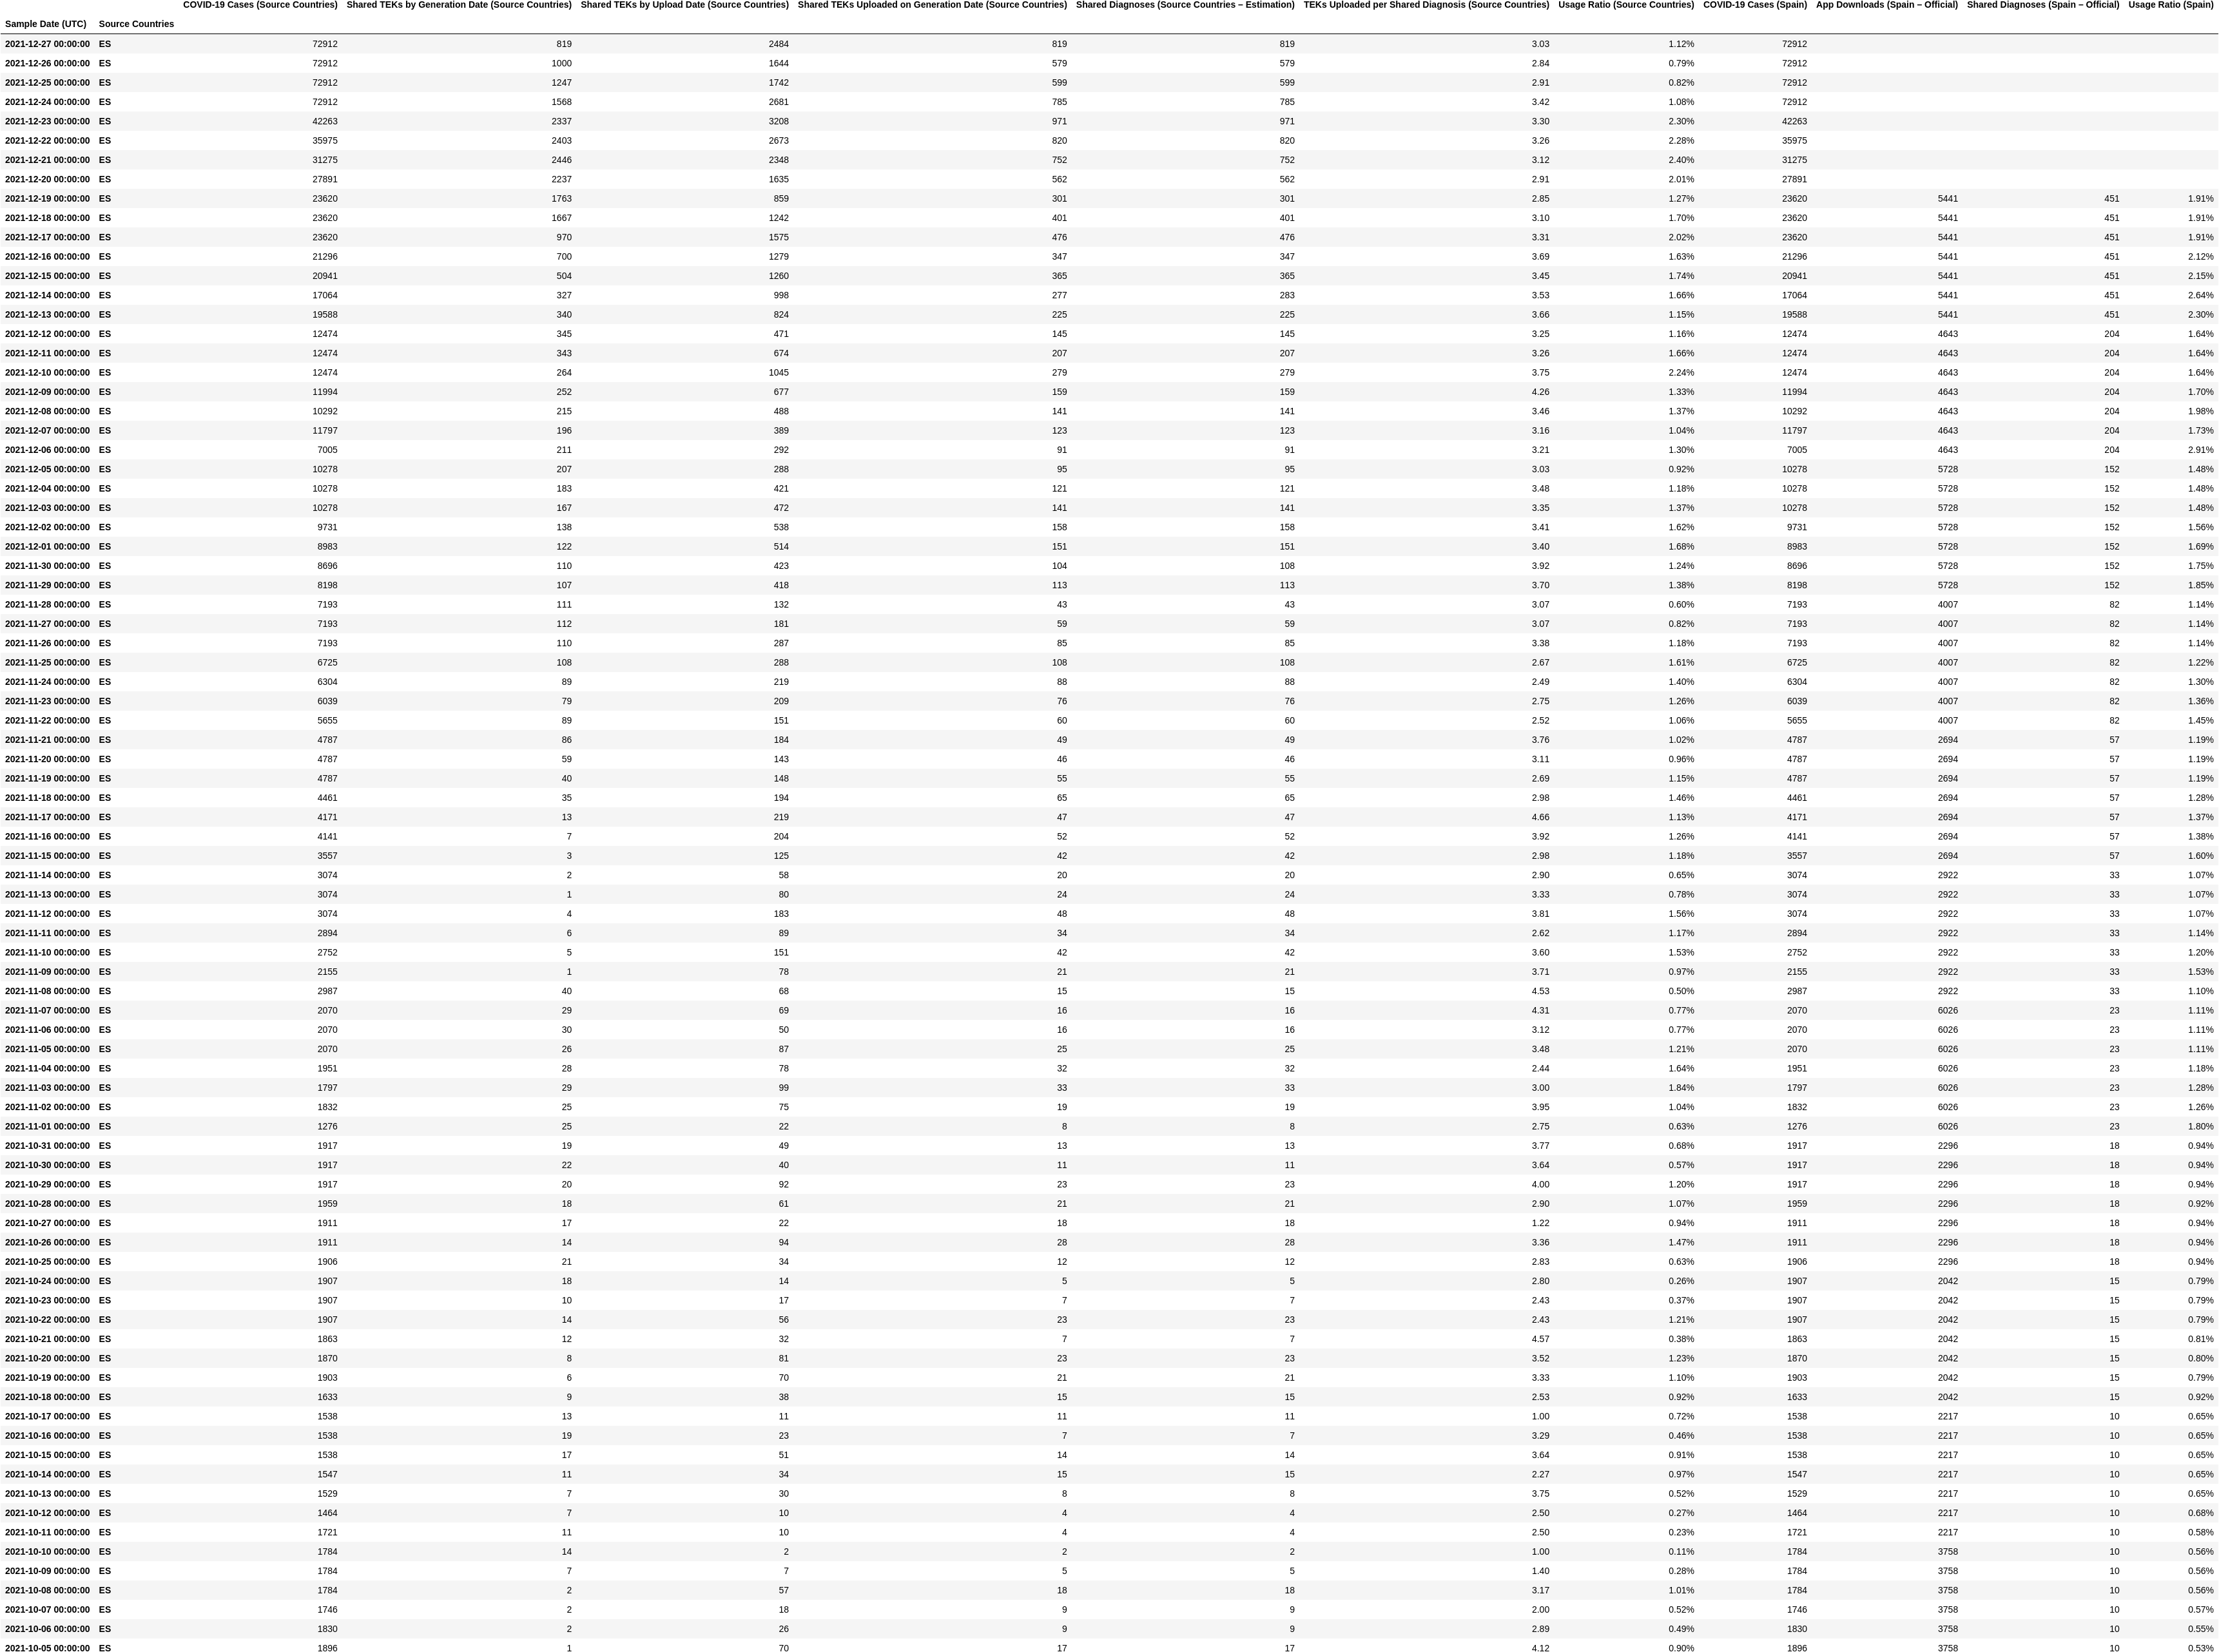 COVID-19 Cases (Source Countries) Shared TEKs by Generation Date (Source Countries) Shared TEKs by Upload Date (Source Countries) Shared TEKs Uploaded on Generation Date (Source Countries) Shared Diagnoses (Source Countries – Estimation) TEKs Uploaded per Shared Diagnosis (Source Countries) Usage Ratio (Source Countries) COVID-19 Cases (Spain) App Downloads (Spain – Official) Shared Diagnoses (Spain – Official) Usage Ratio (Spain)
Sample Date (UTC) Source Countries
2021-12-27 00:00:00 ES 72912 819 2484 819 819 3.03 1.12% 72912
2021-12-26 00:00:00 ES 72912 1000 1644 579 579 2.84 0.79% 72912
2021-12-25 00:00:00 ES 72912 1247 1742 599 599 2.91 0.82% 72912
2021-12-24 00:00:00 ES 72912 1568 2681 785 785 3.42 1.08% 72912
2021-12-23 00:00:00 ES 42263 2337 3208 971 971 3.30 2.30% 42263
2021-12-22 00:00:00 ES 35975 2403 2673 820 820 3.26 2.28% 35975
2021-12-21 00:00:00 ES 31275 2446 2348 752 752 3.12 2.40% 31275
2021-12-20 00:00:00 ES 27891 2237 1635 562 562 2.91 2.01% 27891
2021-12-19 00:00:00 ES 23620 1763 859 301 301 2.85 1.27% 23620 5441 451 1.91%
2021-12-18 00:00:00 ES 23620 1667 1242 401 401 3.10 1.70% 23620 5441 451 1.91%
2021-12-17 00:00:00 ES 23620 970 1575 476 476 3.31 2.02% 23620 5441 451 1.91%
2021-12-16 00:00:00 ES 21296 700 1279 347 347 3.69 1.63% 21296 5441 451 2.12%
2021-12-15 00:00:00 ES 20941 504 1260 365 365 3.45 1.74% 20941 5441 451 2.15%
2021-12-14 00:00:00 ES 17064 327 998 277 283 3.53 1.66% 17064 5441 451 2.64%
2021-12-13 00:00:00 ES 19588 340 824 225 225 3.66 1.15% 19588 5441 451 2.30%
2021-12-12 00:00:00 ES 12474 345 471 145 145 3.25 1.16% 12474 4643 204 1.64%
2021-12-11 00:00:00 ES 12474 343 674 207 207 3.26 1.66% 12474 4643 204 1.64%
2021-12-10 00:00:00 ES 12474 264 1045 279 279 3.75 2.24% 12474 4643 204 1.64%
2021-12-09 00:00:00 ES 11994 252 677 159 159 4.26 1.33% 11994 4643 204 1.70%
2021-12-08 00:00:00 ES 10292 215 488 141 141 3.46 1.37% 10292 4643 204 1.98%
2021-12-07 00:00:00 ES 11797 196 389 123 123 3.16 1.04% 11797 4643 204 1.73%
2021-12-06 00:00:00 ES 7005 211 292 91 91 3.21 1.30% 7005 4643 204 2.91%
2021-12-05 00:00:00 ES 10278 207 288 95 95 3.03 0.92% 10278 5728 152 1.48%
2021-12-04 00:00:00 ES 10278 183 421 121 121 3.48 1.18% 10278 5728 152 1.48%
2021-12-03 00:00:00 ES 10278 167 472 141 141 3.35 1.37% 10278 5728 152 1.48%
2021-12-02 00:00:00 ES 9731 138 538 158 158 3.41 1.62% 9731 5728 152 1.56%
2021-12-01 00:00:00 ES 8983 122 514 151 151 3.40 1.68% 8983 5728 152 1.69%
2021-11-30 00:00:00 ES 8696 110 423 104 108 3.92 1.24% 8696 5728 152 1.75%
2021-11-29 00:00:00 ES 8198 107 418 113 113 3.70 1.38% 8198 5728 152 1.85%
2021-11-28 00:00:00 ES 7193 111 132 43 43 3.07 0.60% 7193 4007 82 1.14%
2021-11-27 00:00:00 ES 7193 112 181 59 59 3.07 0.82% 7193 4007 82 1.14%
2021-11-26 00:00:00 ES 7193 110 287 85 85 3.38 1.18% 7193 4007 82 1.14%
2021-11-25 00:00:00 ES 6725 108 288 108 108 2.67 1.61% 6725 4007 82 1.22%
2021-11-24 00:00:00 ES 6304 89 219 88 88 2.49 1.40% 6304 4007 82 1.30%
2021-11-23 00:00:00 ES 6039 79 209 76 76 2.75 1.26% 6039 4007 82 1.36%
2021-11-22 00:00:00 ES 5655 89 151 60 60 2.52 1.06% 5655 4007 82 1.45%
2021-11-21 00:00:00 ES 4787 86 184 49 49 3.76 1.02% 4787 2694 57 1.19%
2021-11-20 00:00:00 ES 4787 59 143 46 46 3.11 0.96% 4787 2694 57 1.19%
2021-11-19 00:00:00 ES 4787 40 148 55 55 2.69 1.15% 4787 2694 57 1.19%
2021-11-18 00:00:00 ES 4461 35 194 65 65 2.98 1.46% 4461 2694 57 1.28%
2021-11-17 00:00:00 ES 4171 13 219 47 47 4.66 1.13% 4171 2694 57 1.37%
2021-11-16 00:00:00 ES 4141 7 204 52 52 3.92 1.26% 4141 2694 57 1.38%
2021-11-15 00:00:00 ES 3557 3 125 42 42 2.98 1.18% 3557 2694 57 1.60%
2021-11-14 00:00:00 ES 3074 2 58 20 20 2.90 0.65% 3074 2922 33 1.07%
2021-11-13 00:00:00 ES 3074 1 80 24 24 3.33 0.78% 3074 2922 33 1.07%
2021-11-12 00:00:00 ES 3074 4 183 48 48 3.81 1.56% 3074 2922 33 1.07%
2021-11-11 00:00:00 ES 2894 6 89 34 34 2.62 1.17% 2894 2922 33 1.14%
2021-11-10 00:00:00 ES 2752 5 151 42 42 3.60 1.53% 2752 2922 33 1.20%
2021-11-09 00:00:00 ES 2155 1 78 21 21 3.71 0.97% 2155 2922 33 1.53%
2021-11-08 00:00:00 ES 2987 40 68 15 15 4.53 0.50% 2987 2922 33 1.10%
2021-11-07 00:00:00 ES 2070 29 69 16 16 4.31 0.77% 2070 6026 23 1.11%
2021-11-06 00:00:00 ES 2070 30 50 16 16 3.12 0.77% 2070 6026 23 1.11%
2021-11-05 00:00:00 ES 2070 26 87 25 25 3.48 1.21% 2070 6026 23 1.11%
2021-11-04 00:00:00 ES 1951 28 78 32 32 2.44 1.64% 1951 6026 23 1.18%
2021-11-03 00:00:00 ES 1797 29 99 33 33 3.00 1.84% 1797 6026 23 1.28%
2021-11-02 00:00:00 ES 1832 25 75 19 19 3.95 1.04% 1832 6026 23 1.26%
2021-11-01 00:00:00 ES 1276 25 22 8 8 2.75 0.63% 1276 6026 23 1.80%
2021-10-31 00:00:00 ES 1917 19 49 13 13 3.77 0.68% 1917 2296 18 0.94%
2021-10-30 00:00:00 ES 1917 22 40 11 11 3.64 0.57% 1917 2296 18 0.94%
2021-10-29 00:00:00 ES 1917 20 92 23 23 4.00 1.20% 1917 2296 18 0.94%
2021-10-28 00:00:00 ES 1959 18 61 21 21 2.90 1.07% 1959 2296 18 0.92%
2021-10-27 00:00:00 ES 1911 17 22 18 18 1.22 0.94% 1911 2296 18 0.94%
2021-10-26 00:00:00 ES 1911 14 94 28 28 3.36 1.47% 1911 2296 18 0.94%
2021-10-25 00:00:00 ES 1906 21 34 12 12 2.83 0.63% 1906 2296 18 0.94%
2021-10-24 00:00:00 ES 1907 18 14 5 5 2.80 0.26% 1907 2042 15 0.79%
2021-10-23 00:00:00 ES 1907 10 17 7 7 2.43 0.37% 1907 2042 15 0.79%
2021-10-22 00:00:00 ES 1907 14 56 23 23 2.43 1.21% 1907 2042 15 0.79%
2021-10-21 00:00:00 ES 1863 12 32 7 7 4.57 0.38% 1863 2042 15 0.81%
2021-10-20 00:00:00 ES 1870 8 81 23 23 3.52 1.23% 1870 2042 15 0.80%
2021-10-19 00:00:00 ES 1903 6 70 21 21 3.33 1.10% 1903 2042 15 0.79%
2021-10-18 00:00:00 ES 1633 9 38 15 15 2.53 0.92% 1633 2042 15 0.92%
2021-10-17 00:00:00 ES 1538 13 11 11 11 1.00 0.72% 1538 2217 10 0.65%
2021-10-16 00:00:00 ES 1538 19 23 7 7 3.29 0.46% 1538 2217 10 0.65%
2021-10-15 00:00:00 ES 1538 17 51 14 14 3.64 0.91% 1538 2217 10 0.65%
2021-10-14 00:00:00 ES 1547 11 34 15 15 2.27 0.97% 1547 2217 10 0.65%
2021-10-13 00:00:00 ES 1529 7 30 8 8 3.75 0.52% 1529 2217 10 0.65%
2021-10-12 00:00:00 ES 1464 7 10 4 4 2.50 0.27% 1464 2217 10 0.68%
2021-10-11 00:00:00 ES 1721 11 10 4 4 2.50 0.23% 1721 2217 10 0.58%
2021-10-10 00:00:00 ES 1784 14 2 2 2 1.00 0.11% 1784 3758 10 0.56%
2021-10-09 00:00:00 ES 1784 7 7 5 5 1.40 0.28% 1784 3758 10 0.56%
2021-10-08 00:00:00 ES 1784 2 57 18 18 3.17 1.01% 1784 3758 10 0.56%
2021-10-07 00:00:00 ES 1746 2 18 9 9 2.00 0.52% 1746 3758 10 0.57%
2021-10-06 00:00:00 ES 1830 2 26 9 9 2.89 0.49% 1830 3758 10 0.55%
2021-10-05 00:00:00 ES 1896 1 70 17 17 4.12 0.90% 1896 3758 10 0.53%